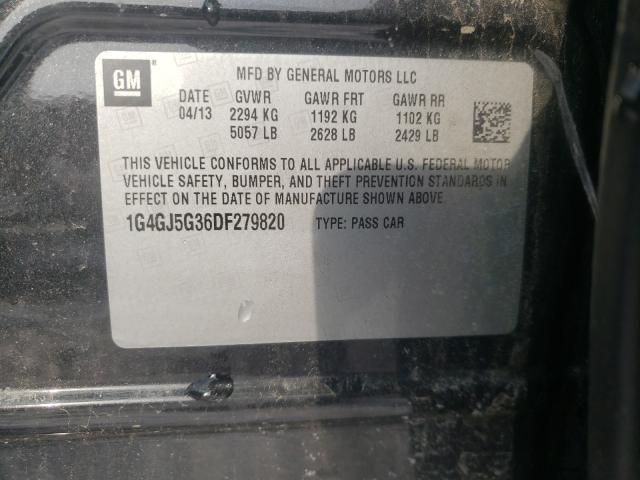 GM
MFD BY GENERAL MOTORS LLC
DATE GVWR GAWR FRT GAWR RR
04/13 2294 KG 1192 KG 1102 KG
5057 LB 2628 LB 2429 LB
THIS VEHICLE CONFORMS TO ALL APPLICABLE U.S. FEDERAL MOTOR
VEHICLE SAFETY, BUMPER, AND THEFT PREVENTION STANDARDS IN
EFFECT ON THE DATE OF MANUFACTURE SHOWN ABOVE.
1G4GJ5G36DF279820 TYPE: PASS CAR